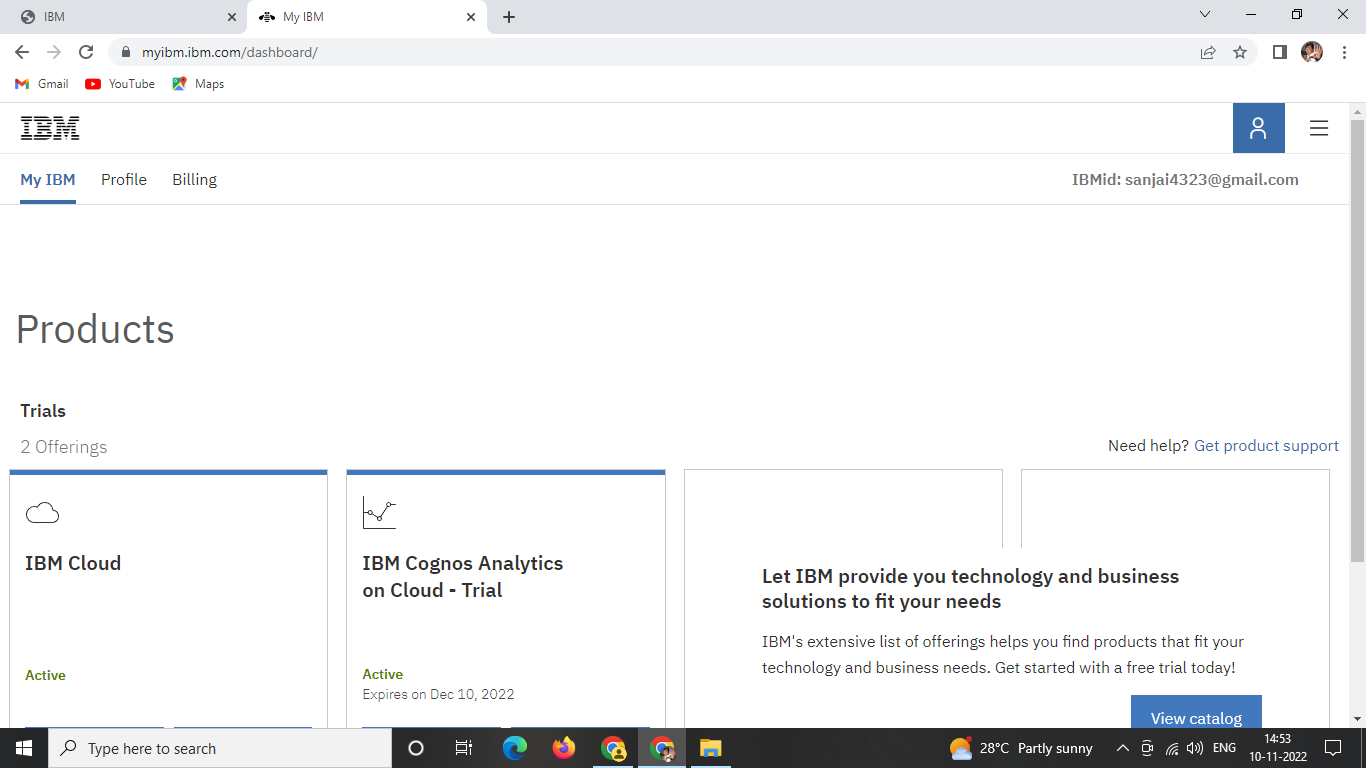 IBM
My IBM
myibm.ibm.com/dashboard/
Gmail
YouTube
Maps
IBM
My IBM
Profile
Billing
IBMid: sanjai4323@gmail.com
Products
Trials
2 Offerings
Need help? Get product support
IBM Cloud
Active
IBM Cognos Analytics
on Cloud - Trial
Active
Expires on Dec 10, 2022
Let IBM provide you technology and business
solutions to fit your needs
IBM's extensive list of offerings helps you find products that fit your
technology and business needs. Get started with a free trial today!
View catalog
Type here to search
28°C Partly sunny
ENG
14:53
10-11-2022